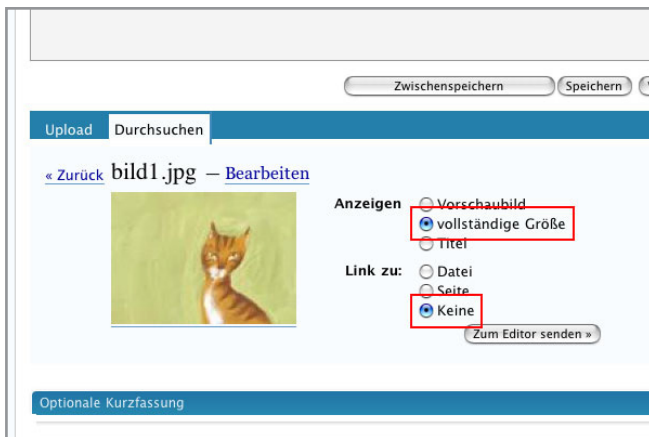 Zwischenspeichern Speichern
Upload Durchsuchen
« Zurück bild1.jpg — Bearbeiten
Anzeigen Vorschaubild
vollständige Größe
Titel
Link zu: Datei
Seite
Keine
Zum Editor senden »
Optionale Kurzfassung